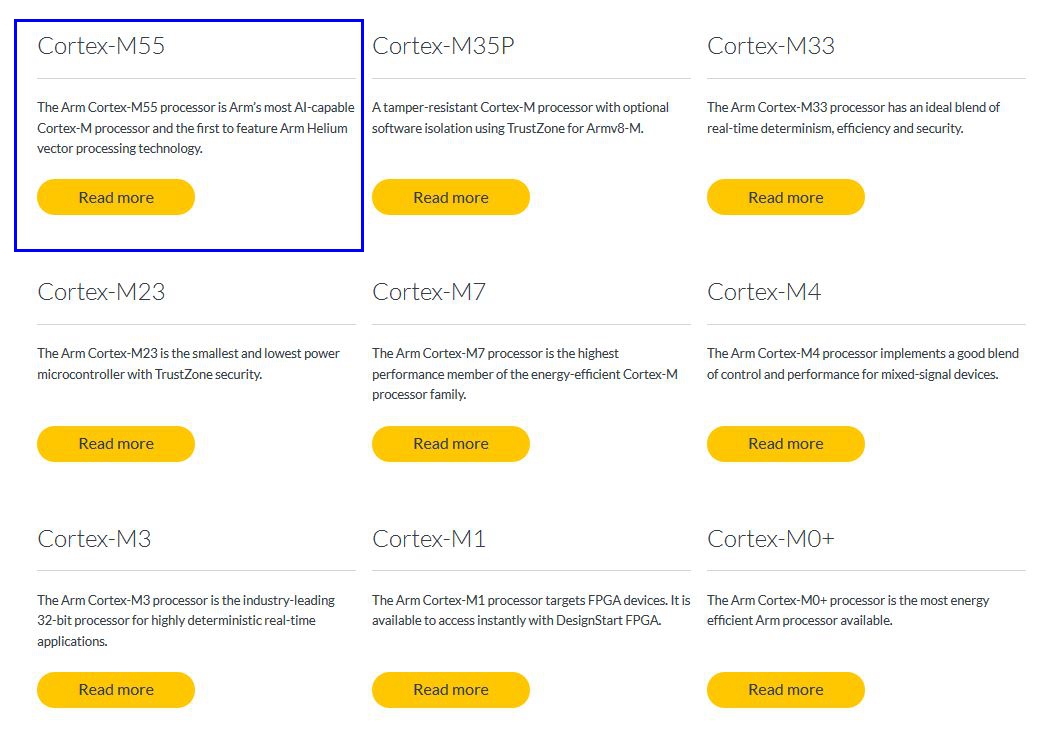 Cortex-M55
The Arm Cortex-M55 processor is Arm's most AI-capable
Cortex-M processor and the first to feature Arm Helium
vector processing technology.
Read more
Cortex-M35P
A tamper-resistant Cortex-M processor with optional
software isolation using TrustZone for Armv8-M.
Read more
Cortex-M33
The Arm Cortex-M33 processor has an ideal blend of
real-time determinism, efficiency and security.
Read more
Cortex-M23
The Arm Cortex-M23 is the smallest and lowest power
microcontroller with TrustZone security.
Read more
Cortex-M7
The Arm Cortex-M7 processor is the highest
performance member of the energy-efficient Cortex-M
processor family.
Read more
Cortex-M4
The Arm Cortex-M4 processor implements a good blend
of control and performance for mixed-signal devices.
Read more
Cortex-M3
The Arm Cortex-M3 processor is the industry-leading
32-bit processor for highly deterministic real-time
applications.
Read more
Cortex-M1
The Arm Cortex-M1 processor targets FPGA devices. It is
available to access instantly with DesignStart FPGA.
Read more
Cortex-M0+
The Arm Cortex-M0+ processor is the most energy
efficient Arm processor available.
Read more